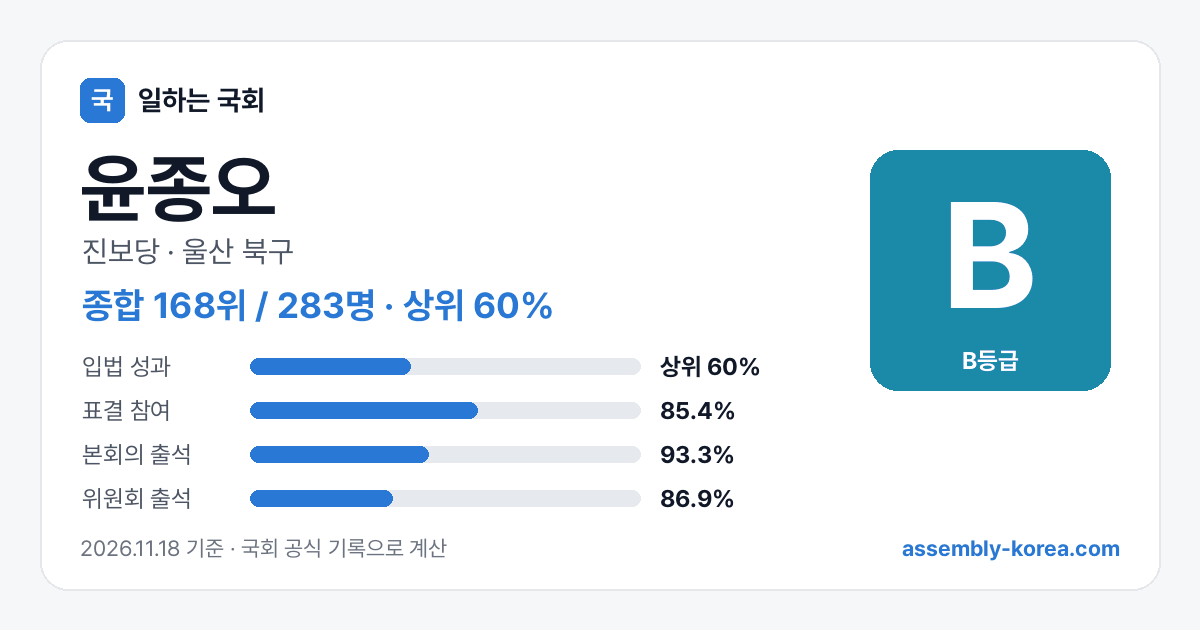 국 일하는 국회
윤종오
진보당 · 울산 북구
종합 168위 / 283명 · 상위 60%
B
B등급
입법 성과 상위 60%
표결 참여 85.4%
본회의 출석 93.3%
위원회 출석 86.9%
2026.11.18 기준 · 국회 공식 기록으로 계산
assembly-korea.com